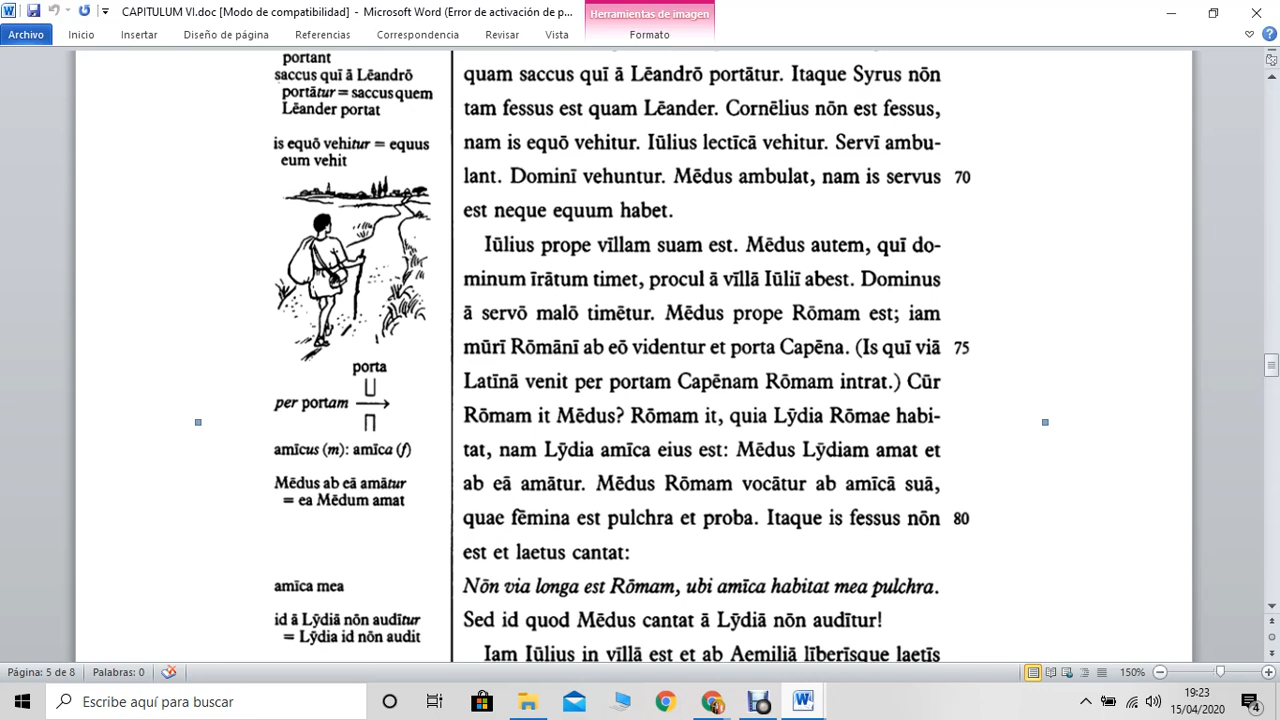 CAPITULUM VI.doc [Modo de compatibilidad] - Microsoft Word (Error de activación de p...
Herramientas de imagen
Archivo Inicio Insertar Diseño de página Referencias Correspondencia Revisar Vista Formato
portant
saccus quī ā Lēandrō
portātur = saccus quem
Lēander portat
is equō vehitur = equus
eum vehit
porta
per portam
amīcus (m): amīca (f)
Mēdus ab eā amātur
= ea Mēdum amat
amīca mea
id ā Lȳdiā nōn audītur
= Lȳdia id nōn audit
quam saccus quī ā Lēandrō portātur. Itaque Syrus nōn
tam fessus est quam Lēander. Cornēlius nōn est fessus,
nam is equō vehitur. Iūlius lectīcā vehitur. Servī ambu-
lant. Dominī vehuntur. Mēdus ambulat, nam is servus 70
est neque equum habet.
Iūlius prope vīllam suam est. Mēdus autem, quī do-
minum īrātum timet, procul ā vīllā Iūliī abest. Dominus
ā servō malō timētur. Mēdus prope Rōmam est; iam
mūrī Rōmānī ab eō videntur et porta Capēna. (Is quī viā 75
Latīnā venit per portam Capēnam Rōmam intrat.) Cūr
Rōmam it Mēdus? Rōmam it, quia Lȳdia Rōmae habi-
tat, nam Lȳdia amīca eius est: Mēdus Lȳdiam amat et
ab eā amātur. Mēdus Rōmam vocātur ab amīcā suā,
quae fēmina est pulchra et proba. Itaque is fessus nōn 80
est et laetus cantat:
Nōn via longa est Rōmam, ubi amīca habitat mea pulchra.
Sed id quod Mēdus cantat ā Lȳdiā nōn audītur!
Iam Iūlius in vīllā est et ab Aemiliā līberīsque laetīs
Página: 5 de 8 Palabras: 0 150%
Escribe aquí para buscar
9:23
15/04/2020
4